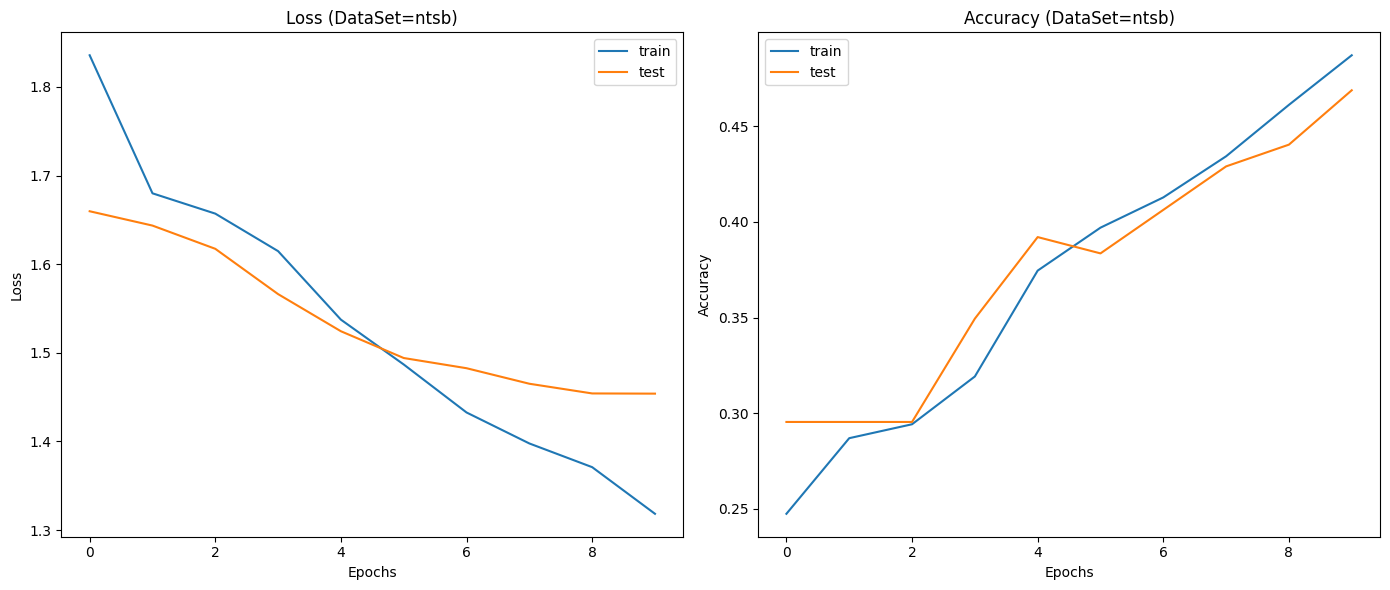 Loss (DataSet=ntsb)
train
test
1.8
1.7
1.6
1.5
1.4
1.3
Loss
0
2
4
6
8
Epochs
Accuracy (DataSet=ntsb)
train
test
0.45
0.40
0.35
0.30
0.25
Accuracy
0
2
4
6
8
Epochs